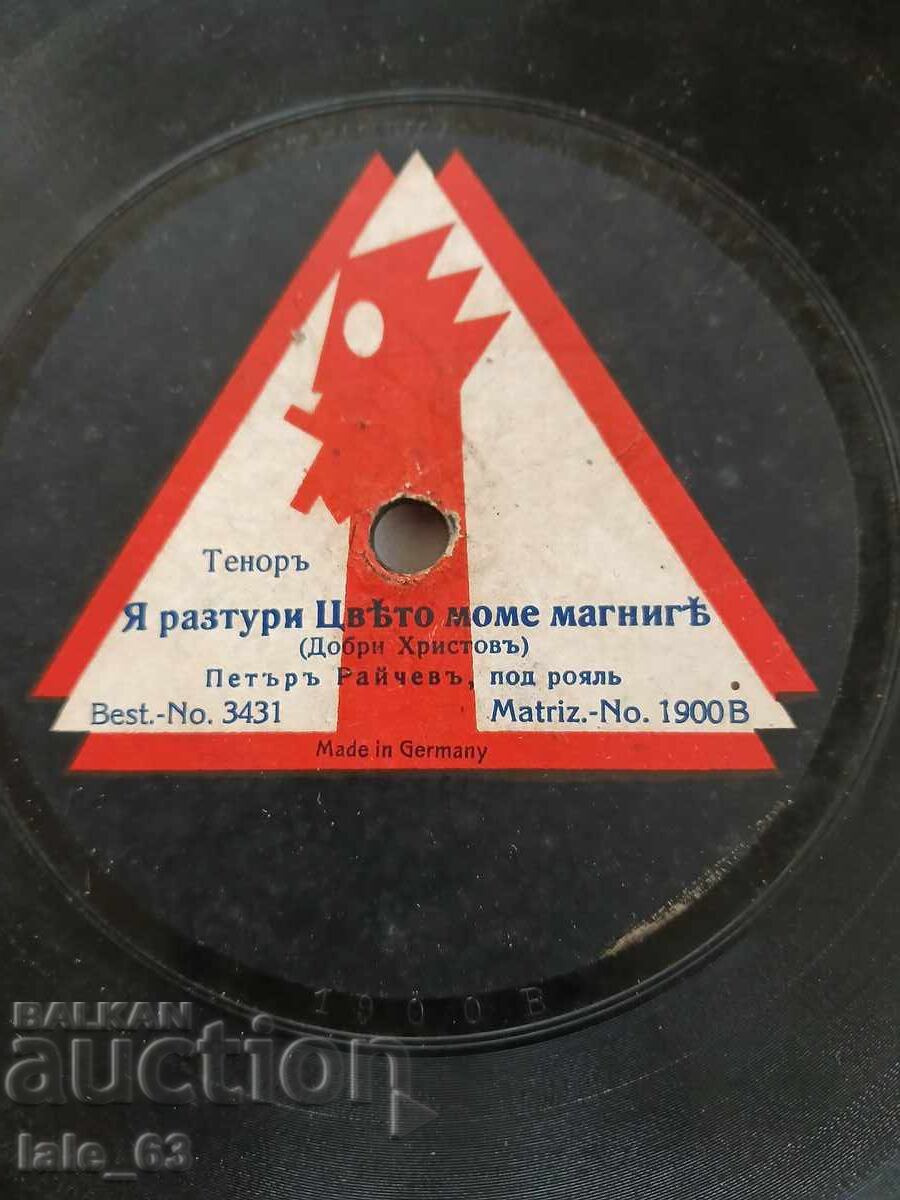 Теноръ
Я разтури Цвѣто моме магнигѣ
(Добри Христовъ)
Петъръ Райчевъ, под рояль
Best.-No. 3431 Matriz.-No. 1900 B
Made in Germany
1900 B
BALKAN
auction
lale_63